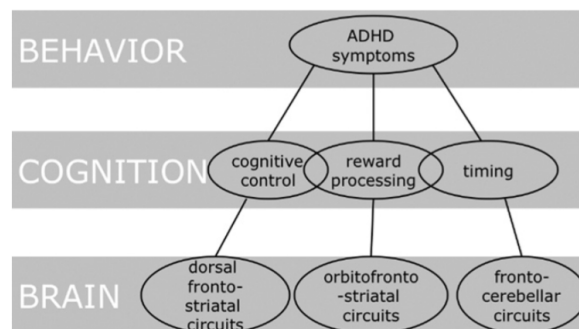 BEHAVIOR
ADHD
symptoms
COGNITION
cognitive
control
reward
processing
timing
BRAIN
dorsal
fronto-
striatal
circuits
orbitofronto
-striatal
circuits
fronto-
cerebellar
circuits